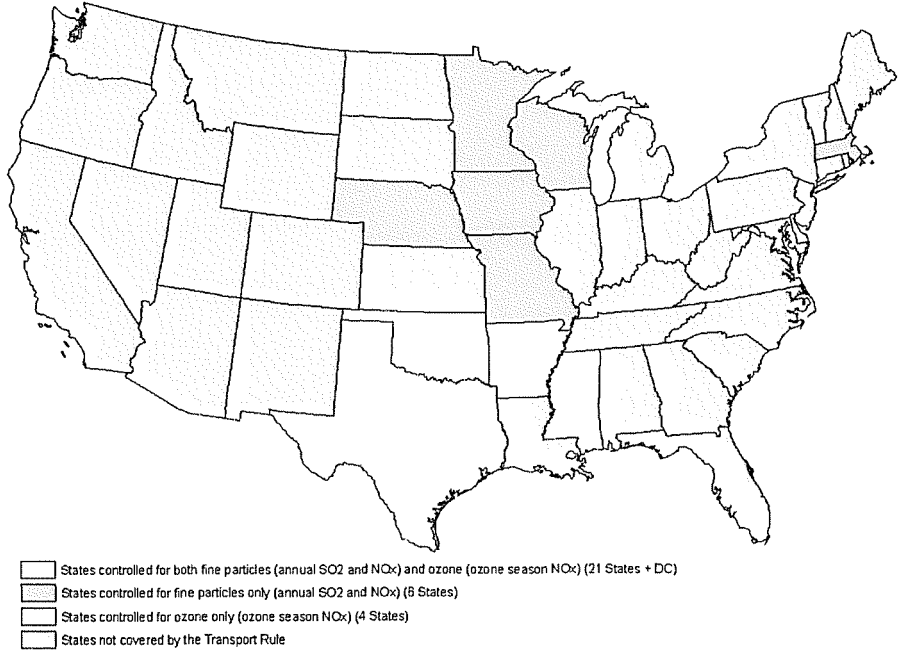 States controlled for both fine particles (annual SO2 and NOx) and ozone (ozone season NOx) (21 States + DC)
States controlled for fine particles only (annual SO2 and NOx) (6 States)
States controlled for ozone only (ozone season NOx) (4 States)
States not covered by the Transport Rule